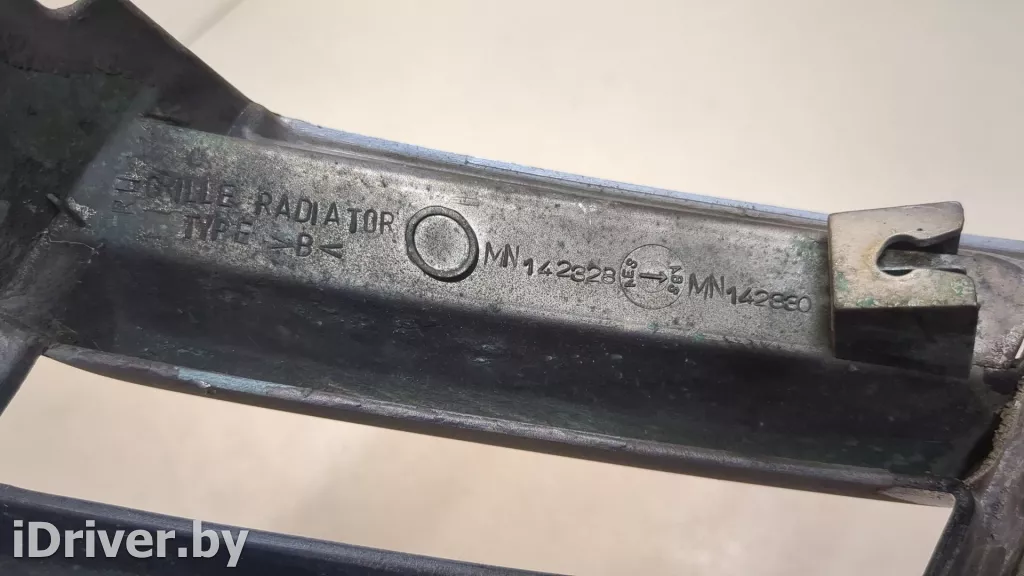 GRILLE RADIATOR
TYPE >B<
MN142328
MN142330
iDriver.by